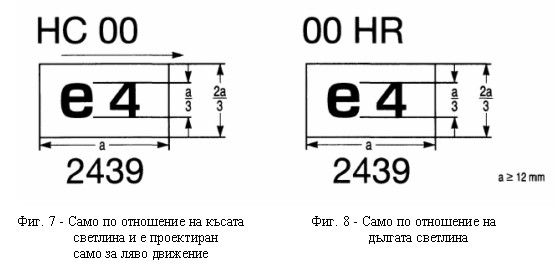 HC 00
e 4
a/3
2a/3
a
2439
00 HR
e 4
a/3
2a/3
a
2439
a ≥ 12 mm
Фиг. 7 - Само по отношение на късата
светлина и е проектиран
само за ляво движение
Фиг. 8 - Само по отношение на
дългата светлина